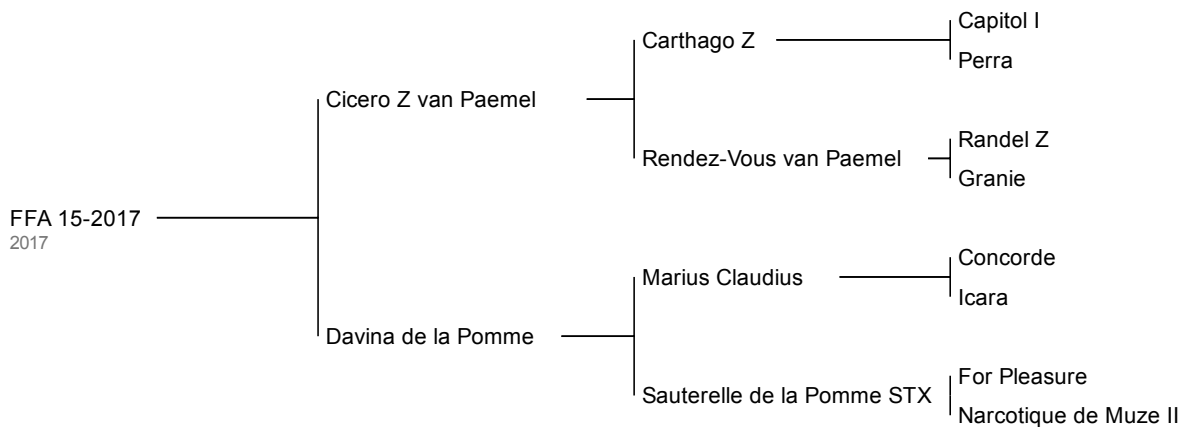 Capitol I
Carthago Z
Perra
Cicero Z van Paemel
Randel Z
Rendez-Vous van Paemel
Granie
FFA 15-2017
2017
Concorde
Marius Claudius
Icara
Davina de la Pomme
For Pleasure
Sauterelle de la Pomme STX
Narcotique de Muze II